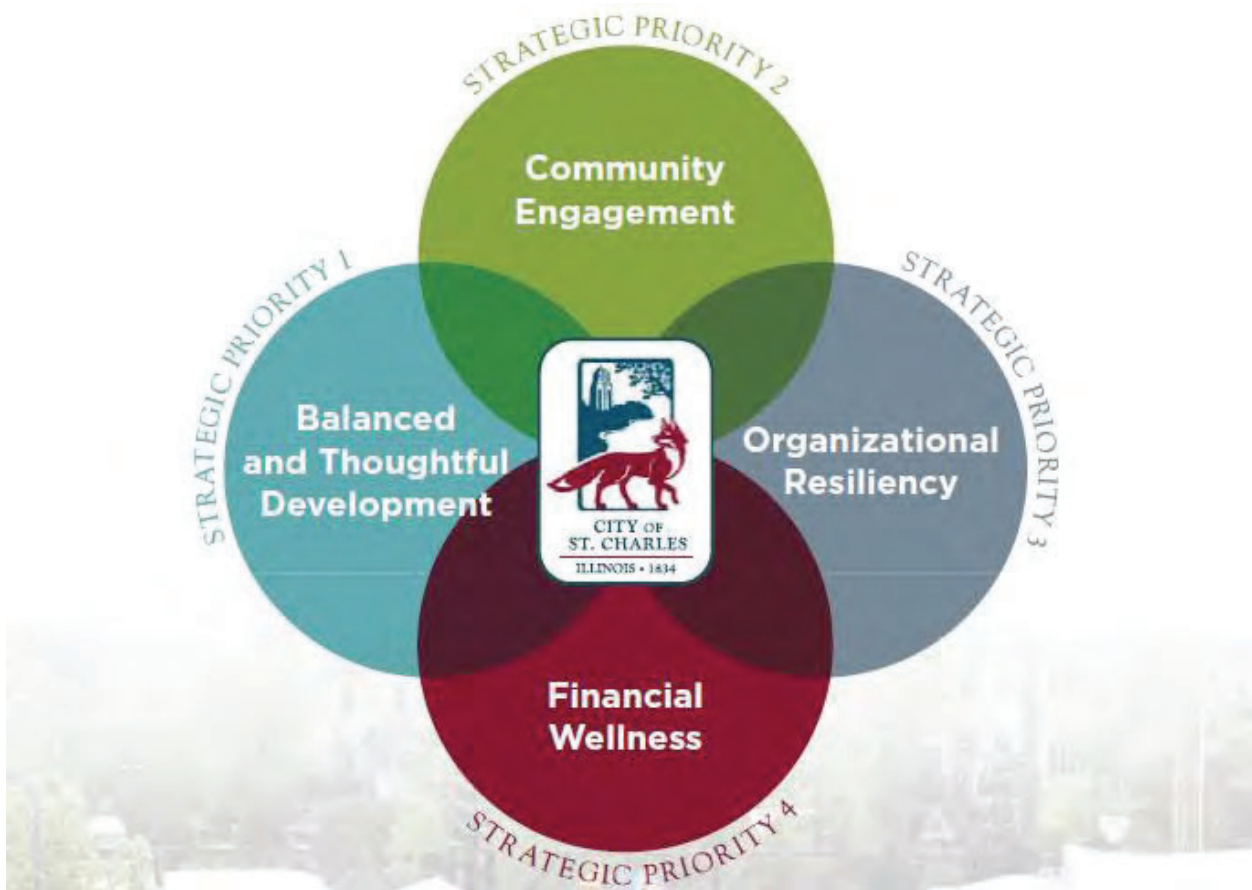 STRATEGIC PRIORITY 2
Community
Engagement
STRATEGIC PRIORITY 1
Balanced
and Thoughtful
Development
STRATEGIC PRIORITY 3
Organizational
Resiliency
CITY OF
ST. CHARLES
ILLINOIS • 1834
Financial
Wellness
STRATEGIC PRIORITY 4